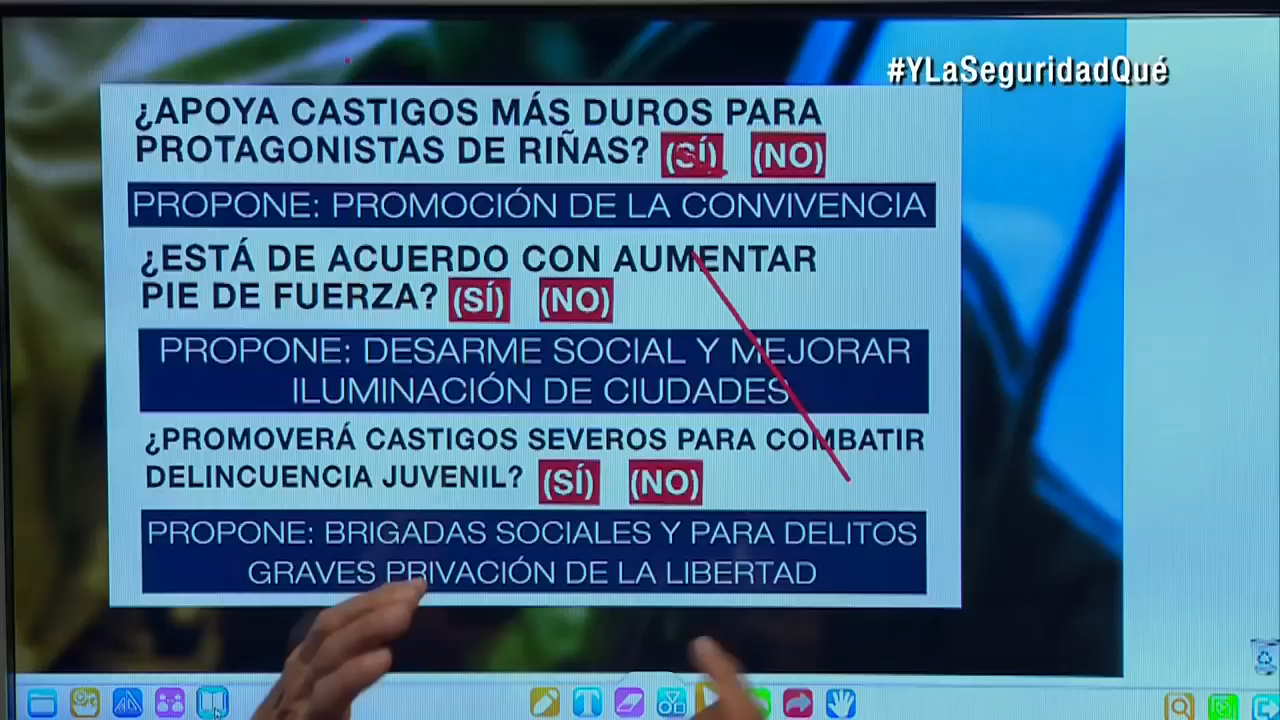 #YLaSeguridadQué
¿APOYA CASTIGOS MÁS DUROS PARA
PROTAGONISTAS DE RIÑAS? (SÍ) (NO)
PROPONE: PROMOCIÓN DE LA CONVIVENCIA
¿ESTÁ DE ACUERDO CON AUMENTAR
PIE DE FUERZA? (SÍ) (NO)
PROPONE: DESARME SOCIAL Y MEJORAR
ILUMINACIÓN DE CIUDADES
¿PROMOVERÁ CASTIGOS SEVEROS PARA COMBATIR
DELINCUENCIA JUVENIL? (SÍ) (NO)
PROPONE: BRIGADAS SOCIALES Y PARA DELITOS
GRAVES PRIVACIÓN DE LA LIBERTAD